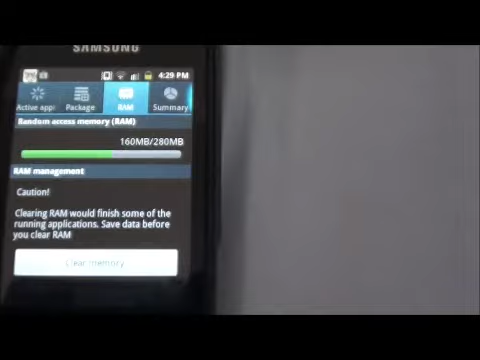 SAMSUNG
4:29 PM
Active app
Package
RAM
Summary
Random access memory (RAM)
160MB/280MB
RAM management
Caution!
Clearing RAM would finish some of the
running applications. Save data before
you clear RAM
Clear memory